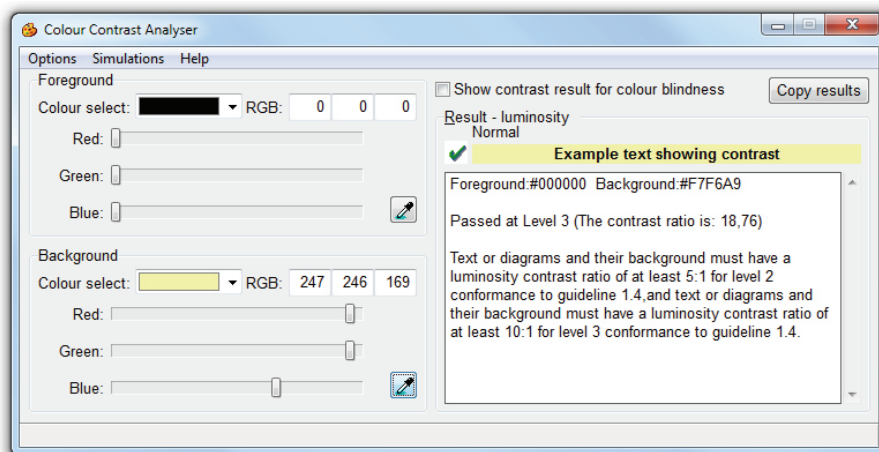 Colour Contrast Analyser
Options Simulations Help
Foreground
Colour select: RGB: 0 0 0
Red:
Green:
Blue:
Background
Colour select: RGB: 247 246 169
Red:
Green:
Blue:
Show contrast result for colour blindness Copy results
Result - luminosity
Normal
Example text showing contrast
Foreground:#000000 Background:#F7F6A9
Passed at Level 3 (The contrast ratio is: 18,76)
Text or diagrams and their background must have a
luminosity contrast ratio of at least 5:1 for level 2
conformance to guideline 1.4,and text or diagrams and
their background must have a luminosity contrast ratio of
at least 10:1 for level 3 conformance to guideline 1.4.